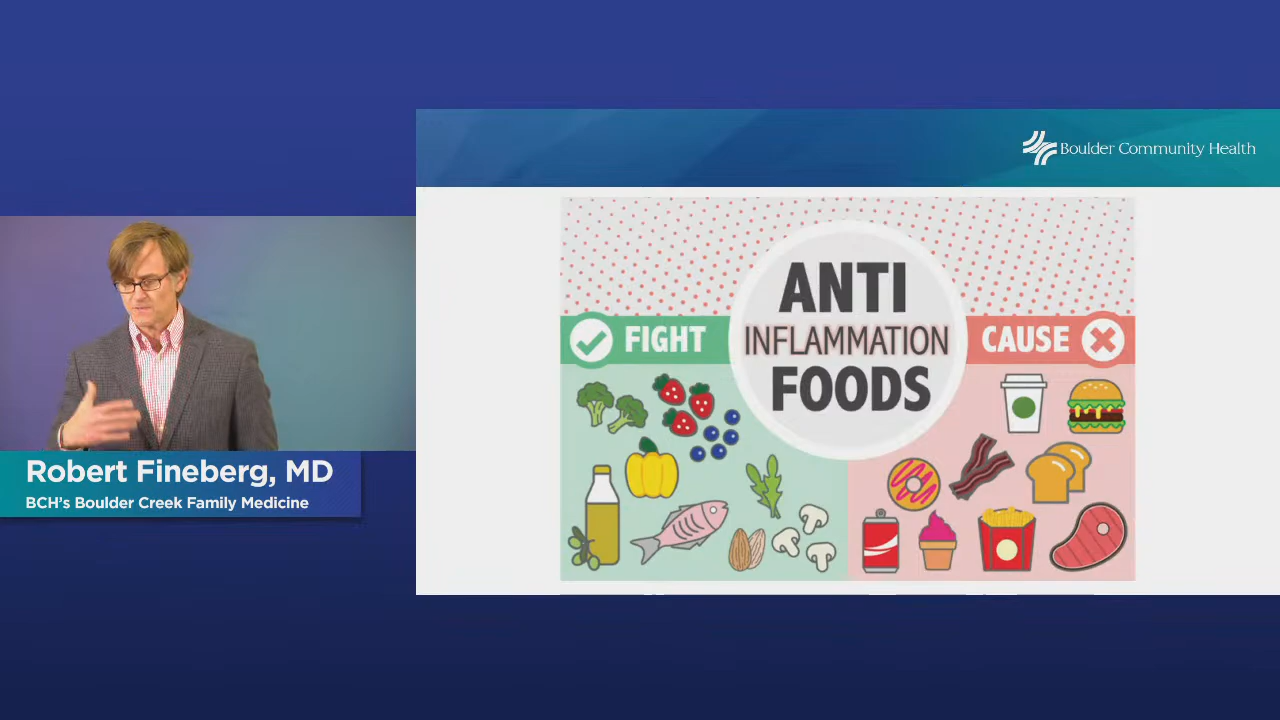 Boulder Community Health
ANTI
INFLAMMATION
FOODS
FIGHT
CAUSE
Robert Fineberg, MD
BCH's Boulder Creek Family Medicine